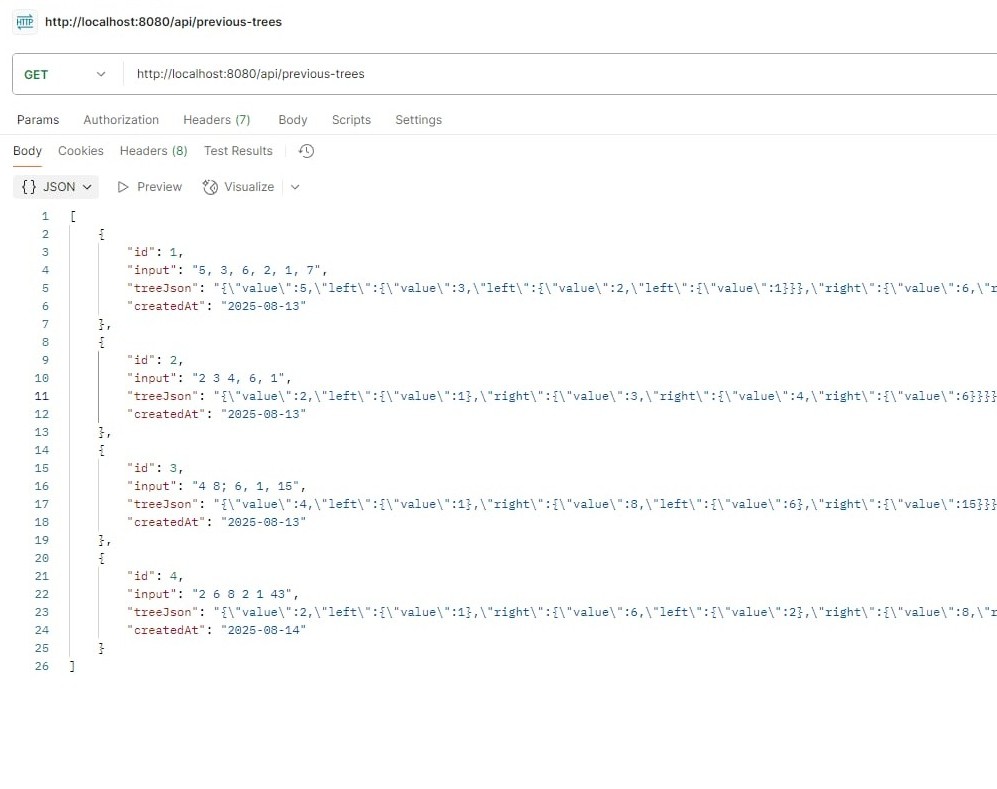 HTTP http://localhost:8080/api/previous-trees
GET http://localhost:8080/api/previous-trees
Params Authorization Headers (7) Body Scripts Settings
Body Cookies Headers (8) Test Results
{} JSON Preview Visualize
1 [
2 {
3 "id": 1,
4 "input": "5, 3, 6, 2, 1, 7",
5 "treeJson": "{\"value\":5,\"left\":{\"value\":3,\"left\":{\"value\":2,\"left\":{\"value\":1}}},\"right\":{\"value\":6,\"r
6 "createdAt": "2025-08-13"
7 },
8 {
9 "id": 2,
10 "input": "2 3 4, 6, 1",
11 "treeJson": "{\"value\":2,\"left\":{\"value\":1},\"right\":{\"value\":3,\"right\":{\"value\":4,\"right\":{\"value\":6}}}}
12 "createdAt": "2025-08-13"
13 },
14 {
15 "id": 3,
16 "input": "4 8; 6, 1, 15",
17 "treeJson": "{\"value\":4,\"left\":{\"value\":1},\"right\":{\"value\":8,\"left\":{\"value\":6},\"right\":{\"value\":15}}}
18 "createdAt": "2025-08-13"
19 },
20 {
21 "id": 4,
22 "input": "2 6 8 2 1 43",
23 "treeJson": "{\"value\":2,\"left\":{\"value\":1},\"right\":{\"value\":6,\"left\":{\"value\":2},\"right\":{\"value\":8,\"r
24 "createdAt": "2025-08-14"
25 }
26 ]